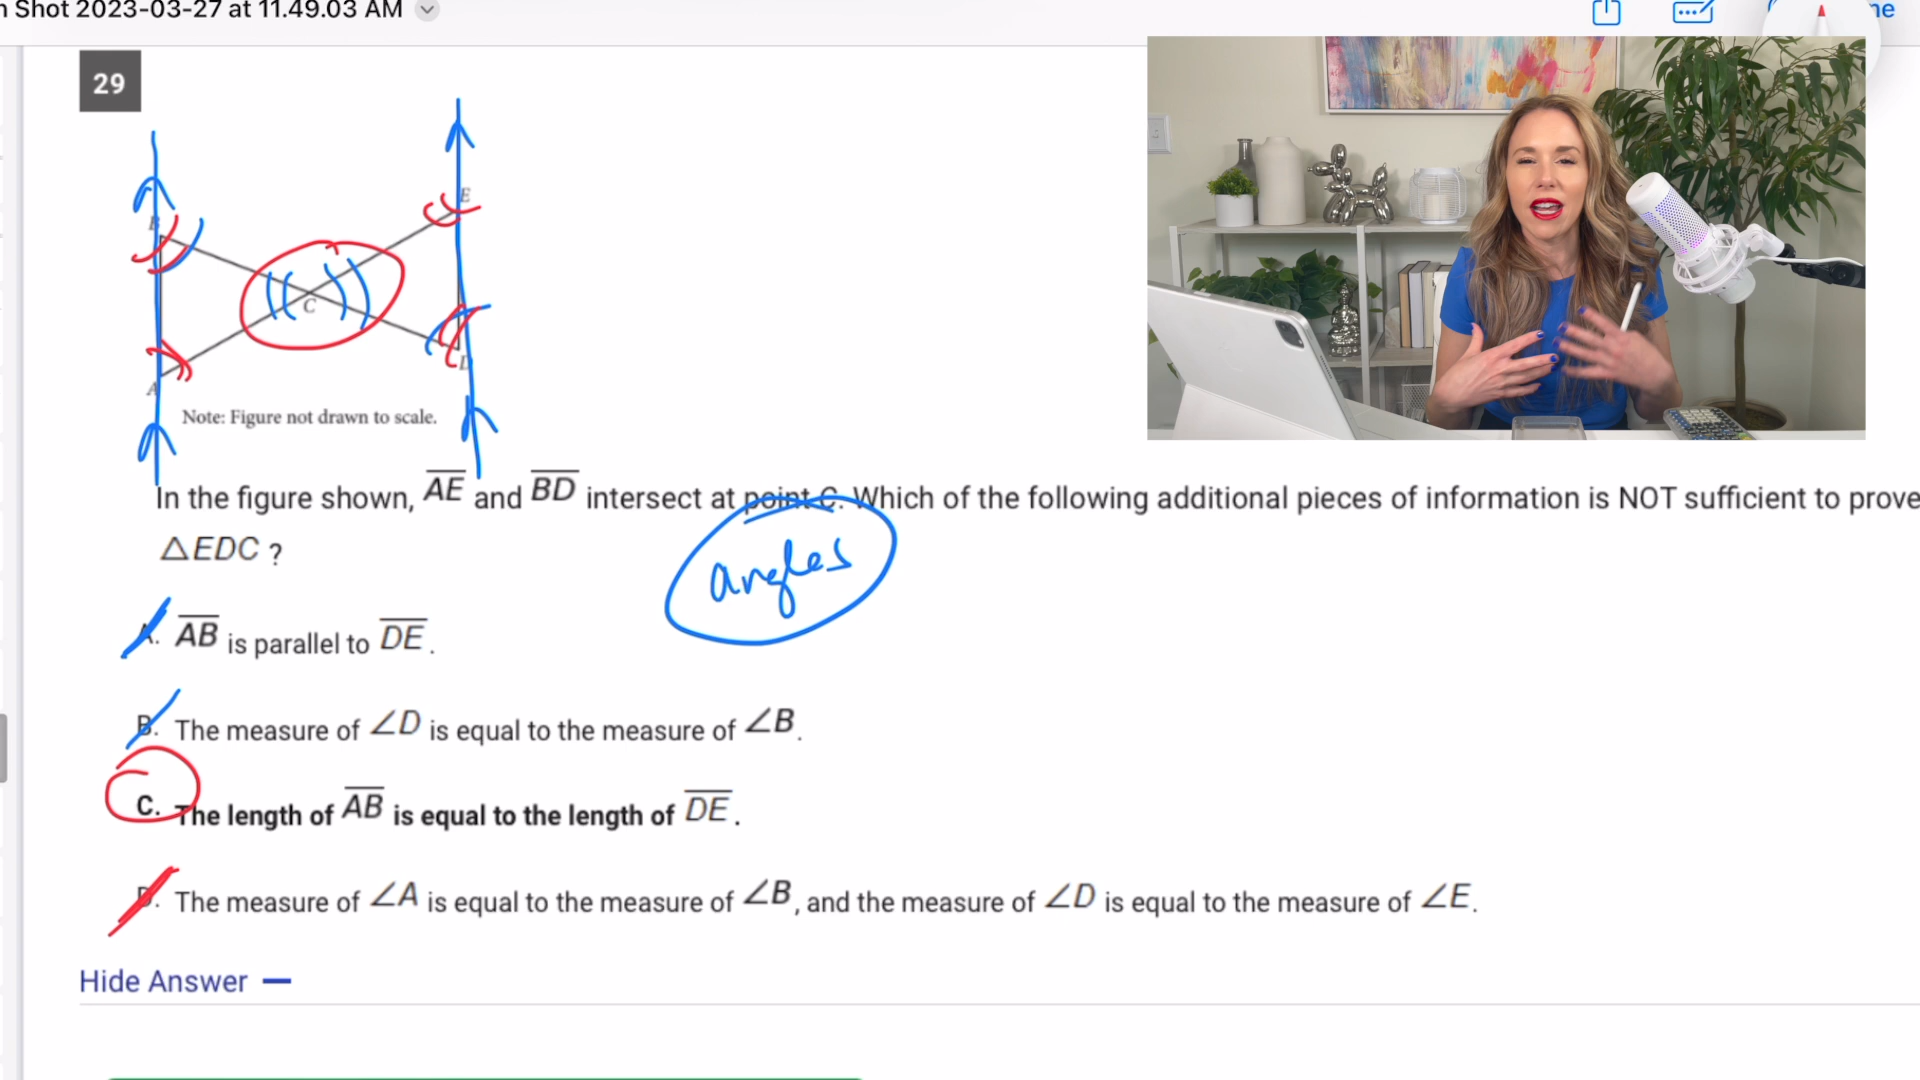 Shot 2023-03-27 at 11.49.03 AM
29
E
C
A
Note: Figure not drawn to scale.
In the figure shown, AE and BD intersect at point C. Which of the following additional pieces of information is NOT sufficient to prove
△EDC ?
angles
A. AB is parallel to DE.
B. The measure of ∠D is equal to the measure of ∠B.
C. The length of AB is equal to the length of DE.
D. The measure of ∠A is equal to the measure of ∠B, and the measure of ∠D is equal to the measure of ∠E.
Hide Answer —